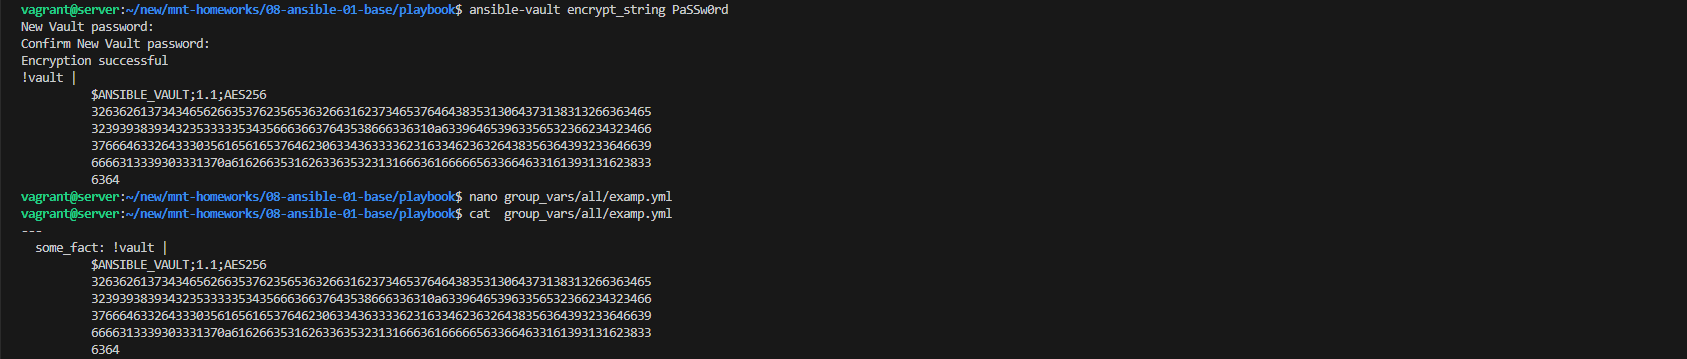 vagrant@server:~/new/mnt-homeworks/08-ansible-01-base/playbook$ ansible-vault encrypt_string PaSSw0rd
New Vault password:
Confirm New Vault password:
Encryption successful
!vault |
          $ANSIBLE_VAULT;1.1;AES256
          32636261373434656266353762356536326631623734653764643835313064373138313266363465
          3239393839343235333335343566636637643538666336310a633964653963356532366234323466
          37666463326433303561656165376462306334363333623163346236326438356364393233646639
          6666313339303331370a616266353162633635323131666361666665633664633161393131623833
          6364
vagrant@server:~/new/mnt-homeworks/08-ansible-01-base/playbook$ nano group_vars/all/examp.yml
vagrant@server:~/new/mnt-homeworks/08-ansible-01-base/playbook$ cat  group_vars/all/examp.yml
---
  some_fact: !vault |
          $ANSIBLE_VAULT;1.1;AES256
          32636261373434656266353762356536326631623734653764643835313064373138313266363465
          3239393839343235333335343566636637643538666336310a633964653963356532366234323466
          37666463326433303561656165376462306334363333623163346236326438356364393233646639
          6666313339303331370a616266353162633635323131666361666665633664633161393131623833
          6364